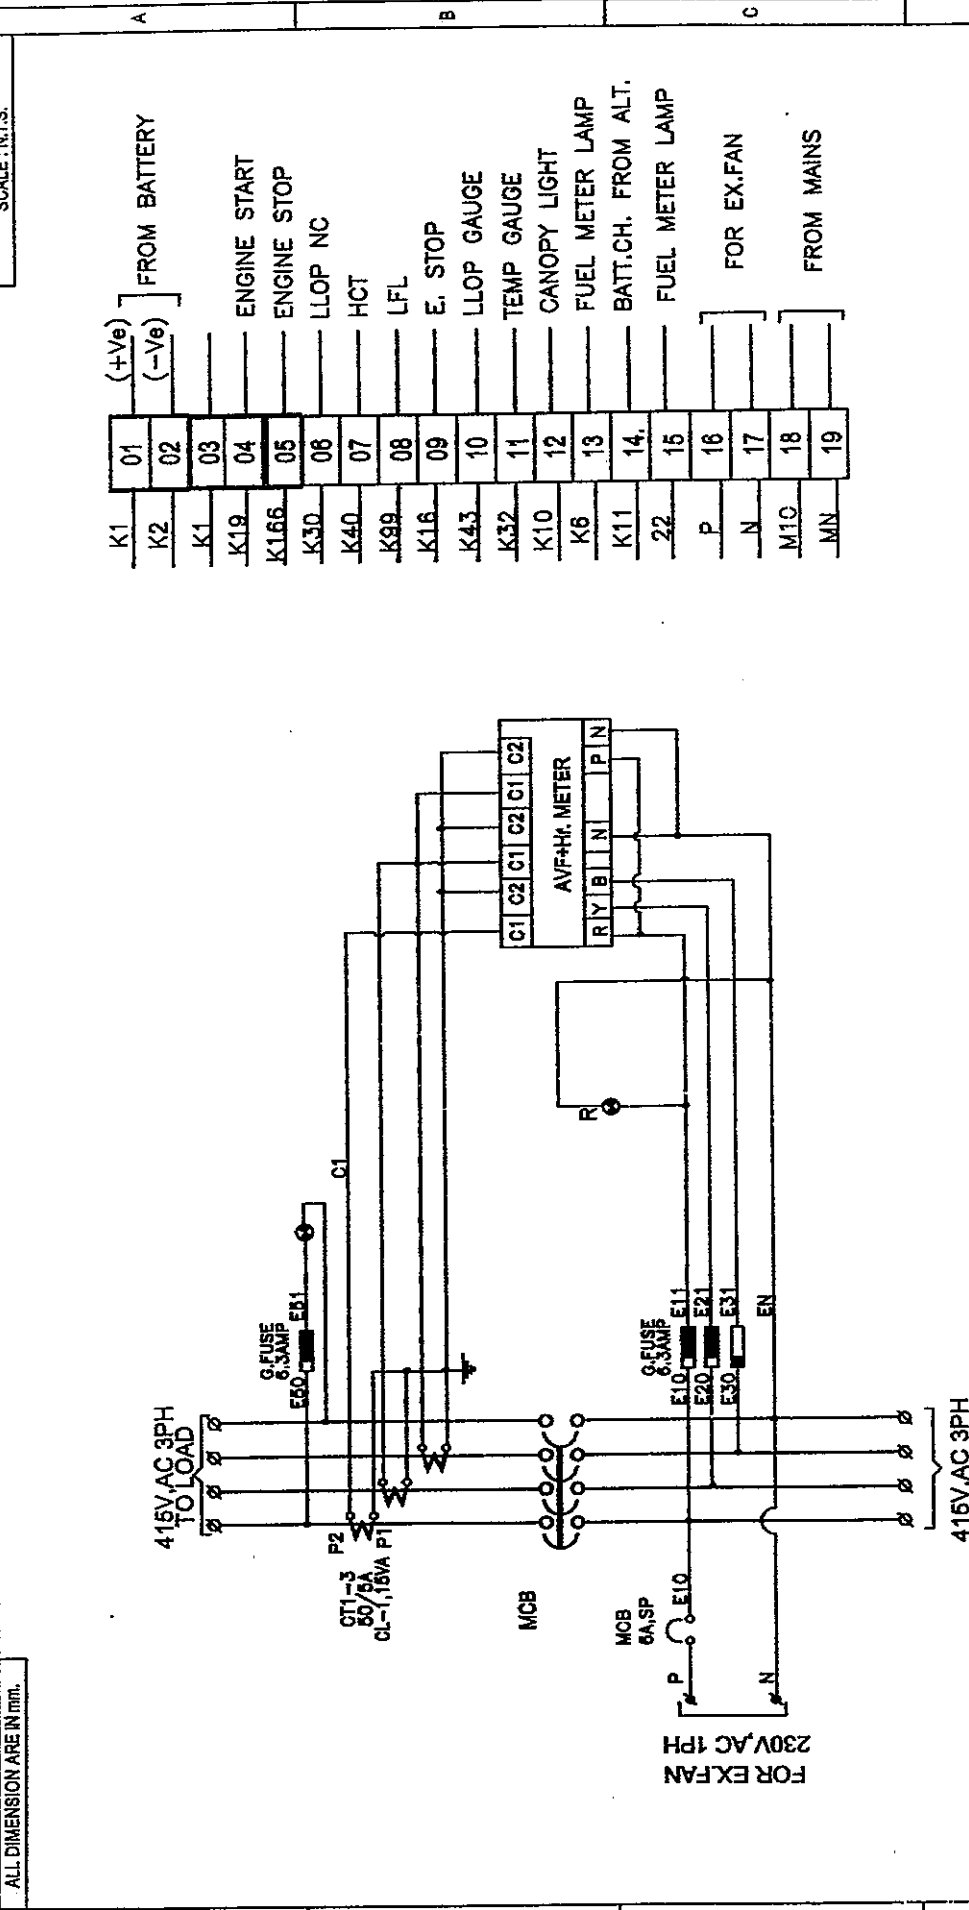 ALL DIMENSION ARE IN mm.
SCALE : N.T.S.
A
B
C
415V,AC 3PH
TO LOAD
G.FUSE
6.3AMP
E50
E51
C1
P2
P1
CT1-3
50/5A
CL-1,15VA
MCB
MCB
6A,SP
E10
P
N
FOR EX.FAN
230V,AC 1PH
G.FUSE
6.3AMP
E10
E11
E20
E21
E30
E31
EN
R
415V,AC 3PH
C1 C2 C1 C2 C1 C2
AVF+Hr. METER
R Y B N P N
K1 01 (+Ve)
K2 02 (-Ve)
FROM BATTERY
K1 03
K19 04 ENGINE START
K166 05 ENGINE STOP
K30 06 LLOP NC
K40 07 HCT
K99 08 LFL
K16 09 E. STOP
K43 10 LLOP GAUGE
K32 11 TEMP GAUGE
K10 12 CANOPY LIGHT
K6 13 FUEL METER LAMP
K11 14. BATT.CH. FROM ALT.
22 15 FUEL METER LAMP
P 16
N 17
FOR EX.FAN
M10 18
MN 19
FROM MAINS